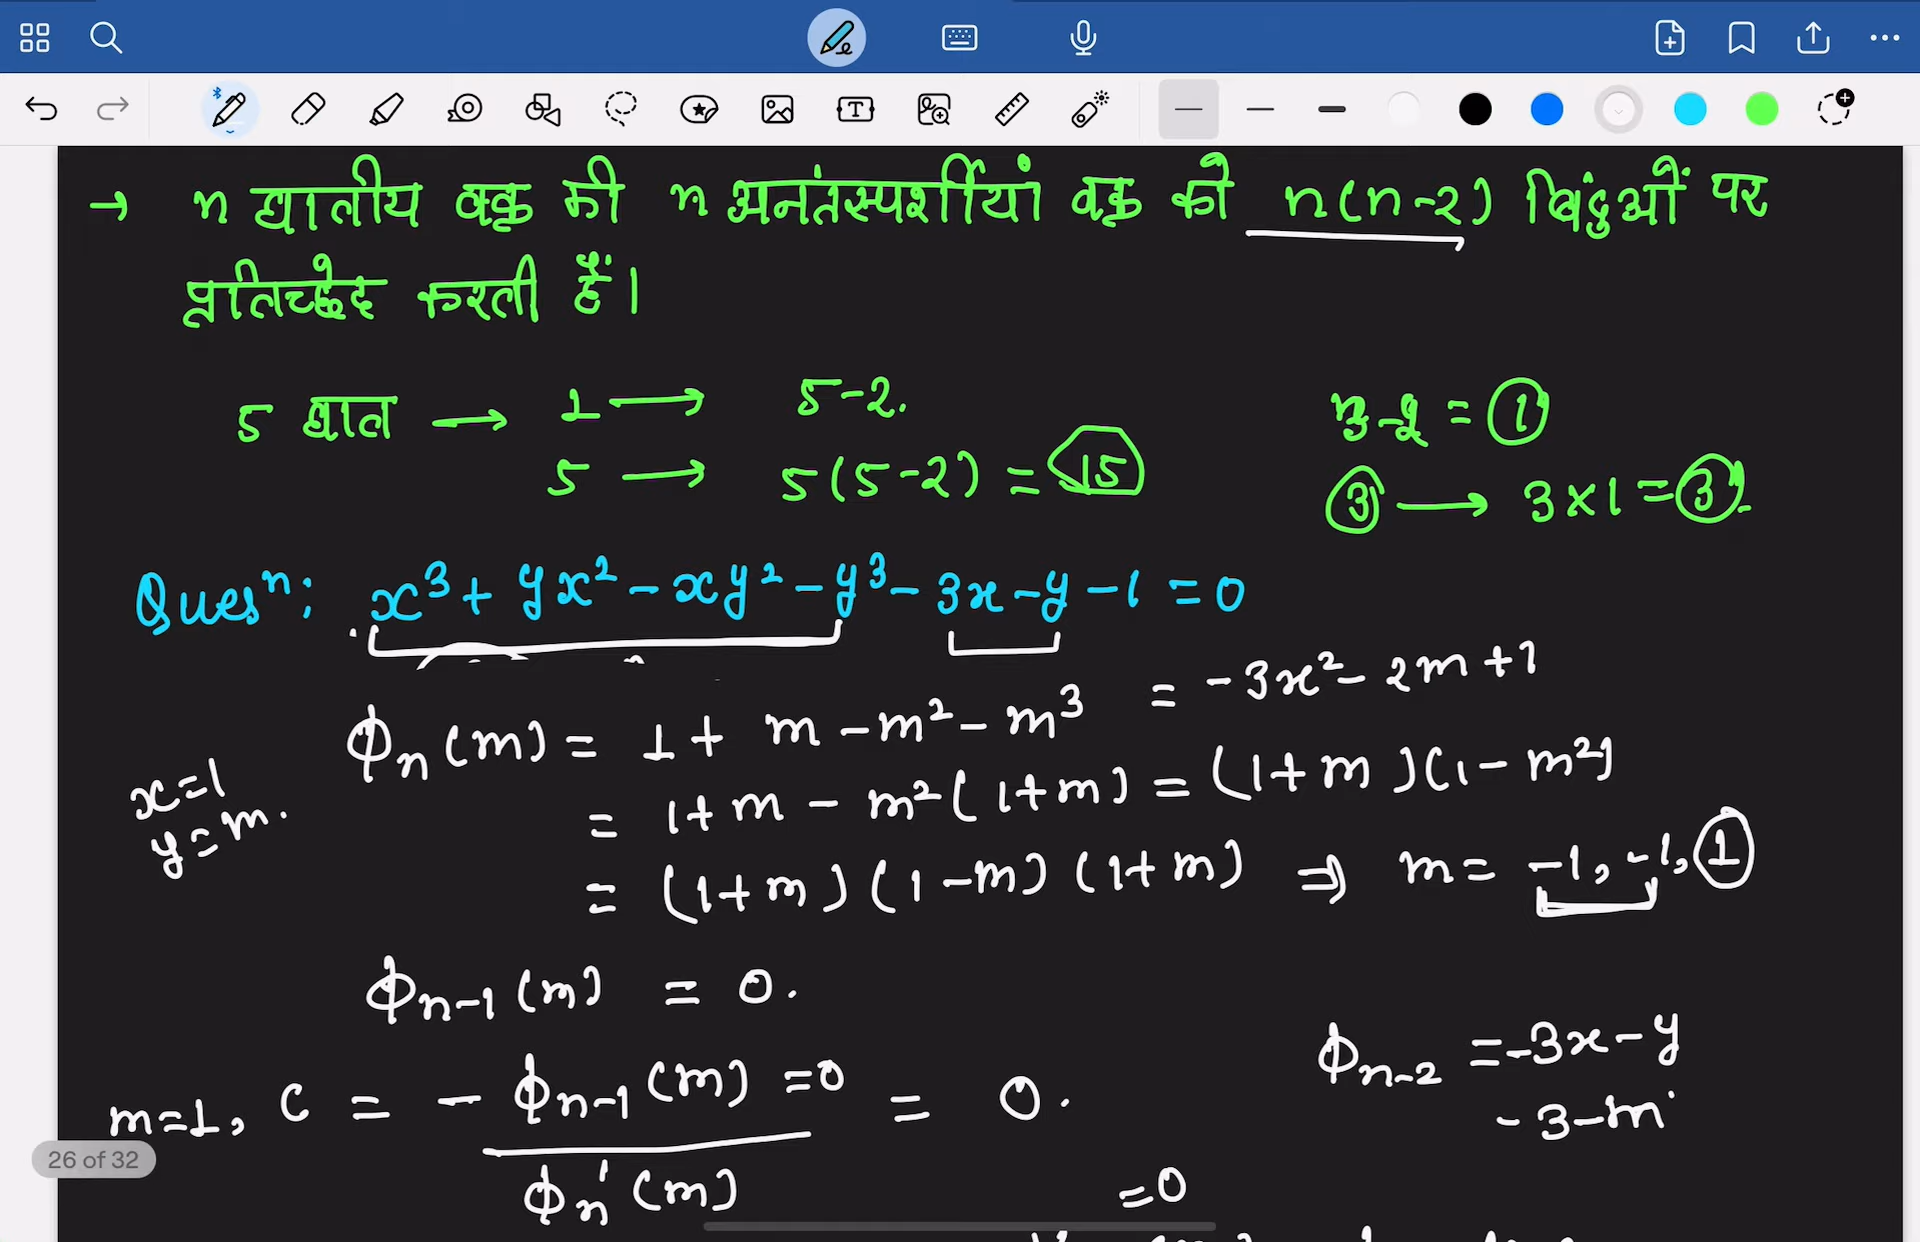 → n घातीय वक्र की n अनंतस्पर्शीयां वक्र को n(n-2) बिंदुओं पर
प्रतिच्छेद करती हैं।
5 घात → 1 → 5-2.
5 → 5(5-2) = 15
3-2 = 1
3 → 3×1 = 3
Quesⁿ: x³ + yx² - xy² - y³ - 3x - y - 1 = 0
ϕₙ(m) = 1 + m - m² - m³ = -3x² - 2m + 1
x=1
y=m.
= 1+m - m²(1+m) = (1+m)(1-m²)
= (1+m)(1-m)(1+m) ⇒ m = -1, -1, 1
ϕₙ₋₁(m) = 0.
ϕₙ₋₂ = -3x - y
-3-m
m=1, c = - ϕₙ₋₁(m) =0 = 0.
ϕₙ'(m)
=0
26 of 32